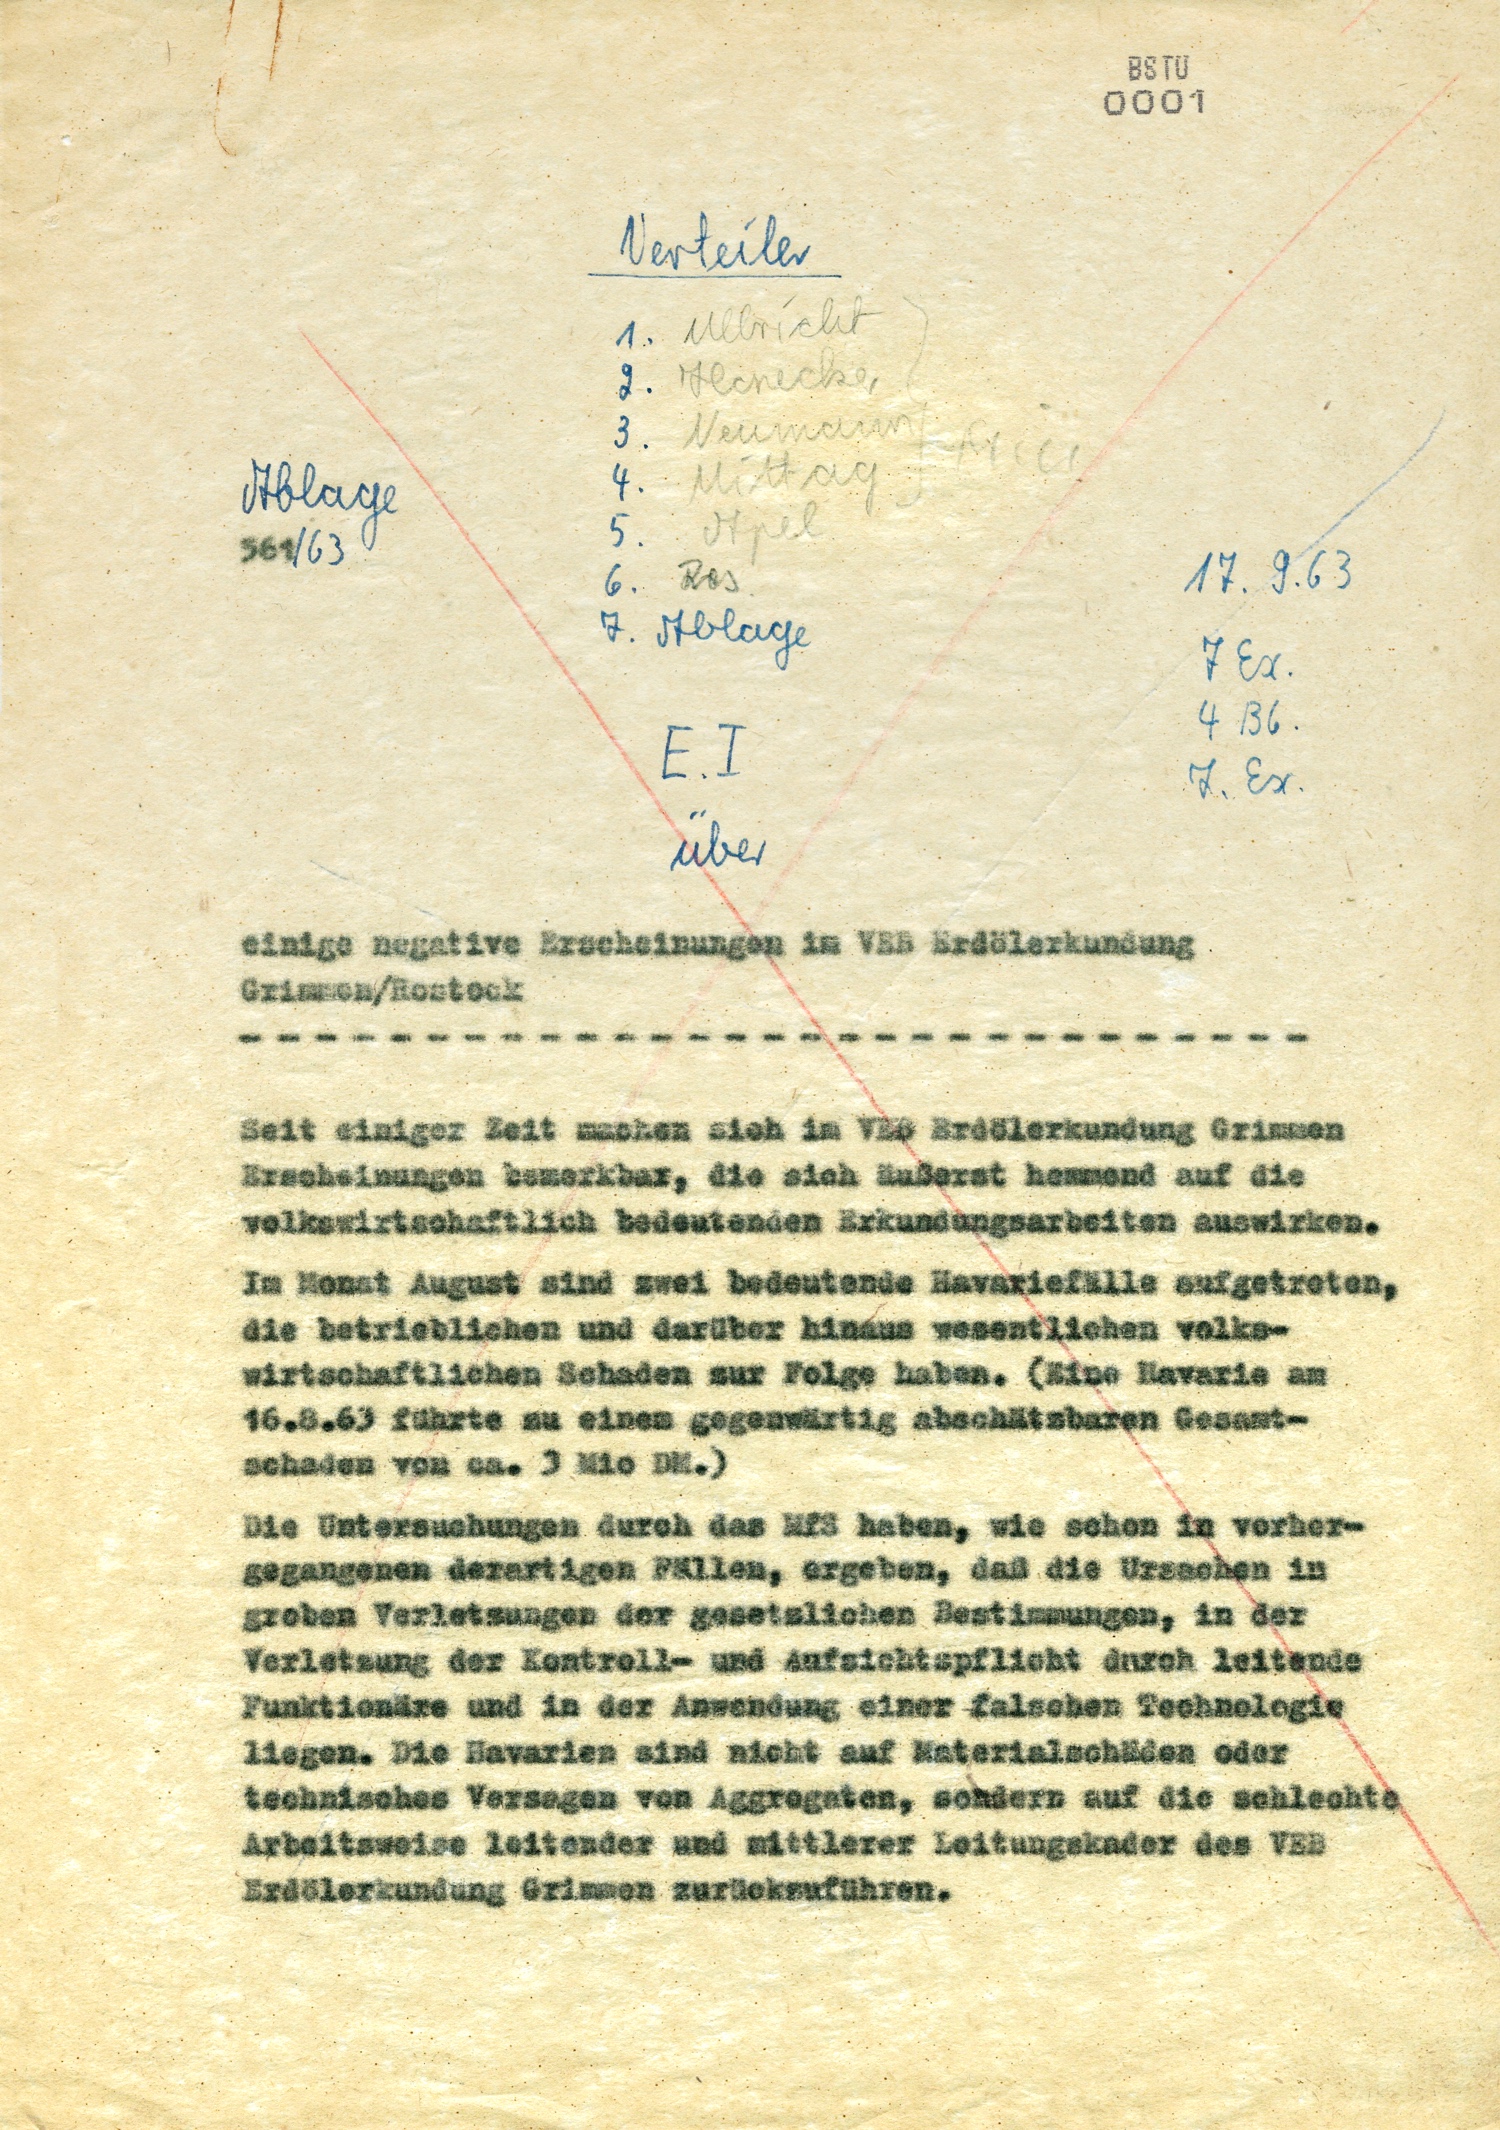 BSTU
0001
Verteiler
1. Ulbricht
2. Honecker,
3. Neumann
4. Mittag
5. Apel
6. Ros
7. Ablage
Ablage
561/63
17. 9.63
7 Ex.
4 Bl.
7. Ex.
E.I
über
einige negative Erscheinungen im VEB Erdölerkundung
Grimmen/Rostock
Seit einiger Zeit machen sich im VEB Erdölerkundung Grimmen
Erscheinungen bemerkbar, die sich äußerst hemmend auf die
volkswirtschaftlich bedeutenden Erkundungsarbeiten auswirken.
Im Monat August sind zwei bedeutende Havariefälle aufgetreten,
die betrieblichen und darüber hinaus wesentlichen volks-
wirtschaftlichen Schaden zur Folge haben. (Eine Havarie am
16.8.63 führte zu einem gegenwärtig abschätzbaren Gesamt-
schaden von ca. 3 Mio DM.)
Die Untersuchungen durch das MfS haben, wie schon in vorher-
gegangenen derartigen Fällen, ergeben, daß die Ursachen in
groben Verletzungen der gesetzlichen Bestimmungen, in der
Verletzung der Kontroll- und Aufsichtspflicht durch leitende
Funktionäre und in der Anwendung einer falschen Technologie
liegen. Die Havarien sind nicht auf Materialschäden oder
technisches Versagen von Aggregaten, sondern auf die schlechte
Arbeitsweise leitender und mittlerer Leitungskader des VEB
Erdölerkundung Grimmen zurückzuführen.